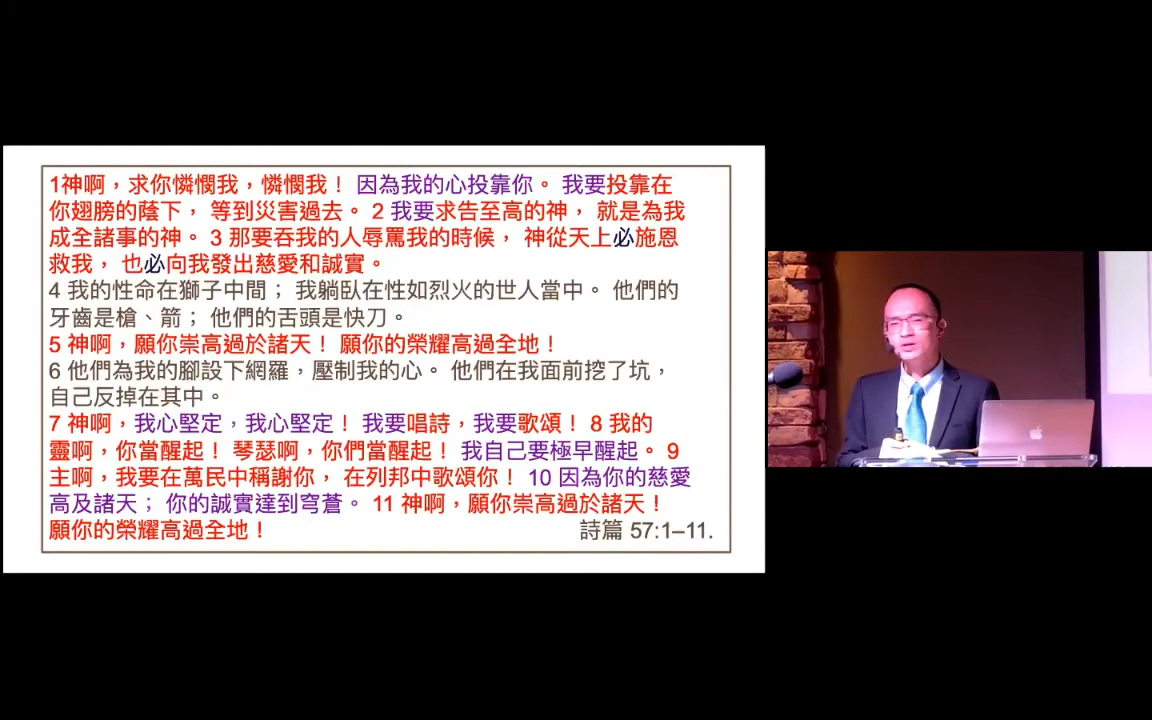 1神啊，求你憐憫我，憐憫我！ 因為我的心投靠你。 我要投靠在
你翅膀的蔭下， 等到災害過去。 2 我要求告至高的神， 就是為我
成全諸事的神。 3 那要吞我的人辱罵我的時候， 神從天上必施恩
救我， 也必向我發出慈愛和誠實。
4 我的性命在獅子中間； 我躺臥在性如烈火的世人當中。 他們的
牙齒是槍、箭； 他們的舌頭是快刀。
5 神啊，願你崇高過於諸天！ 願你的榮耀高過全地！
6 他們為我的腳設下網羅，壓制我的心。 他們在我面前挖了坑，
自己反掉在其中。
7 神啊，我心堅定，我心堅定！ 我要唱詩，我要歌頌！ 8 我的
靈啊，你當醒起！ 琴瑟啊，你們當醒起！ 我自己要極早醒起。 9
主啊，我要在萬民中稱謝你， 在列邦中歌頌你！ 10 因為你的慈愛
高及諸天； 你的誠實達到穹蒼。 11 神啊，願你崇高過於諸天！
願你的榮耀高過全地！ 詩篇 57:1–11.